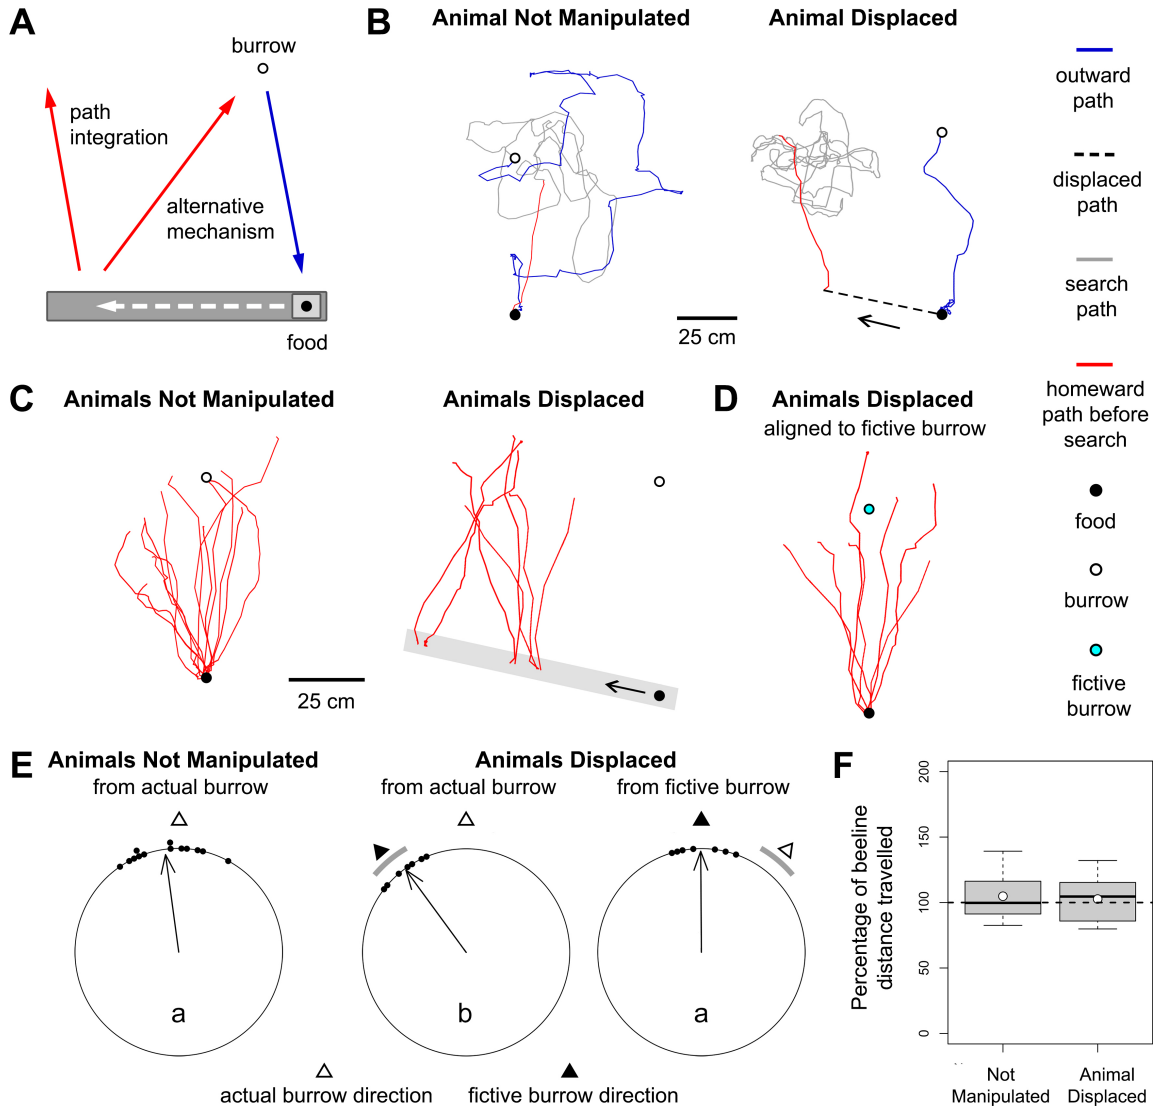 A
burrow
path
integration
alternative
mechanism
food
B
Animal Not Manipulated
Animal Displaced
25 cm
outward
path
displaced
path
search
path
homeward
path before
search
food
burrow
fictive
burrow
C
Animals Not Manipulated
Animals Displaced
25 cm
D
Animals Displaced
aligned to fictive burrow
E
Animals Not Manipulated
from actual burrow
a
Animals Displaced
from actual burrow
from fictive burrow
b
a
actual burrow direction
fictive burrow direction
F
Percentage of beeline
distance travelled
200
150
100
50
0
Not
Manipulated
Animal
Displaced